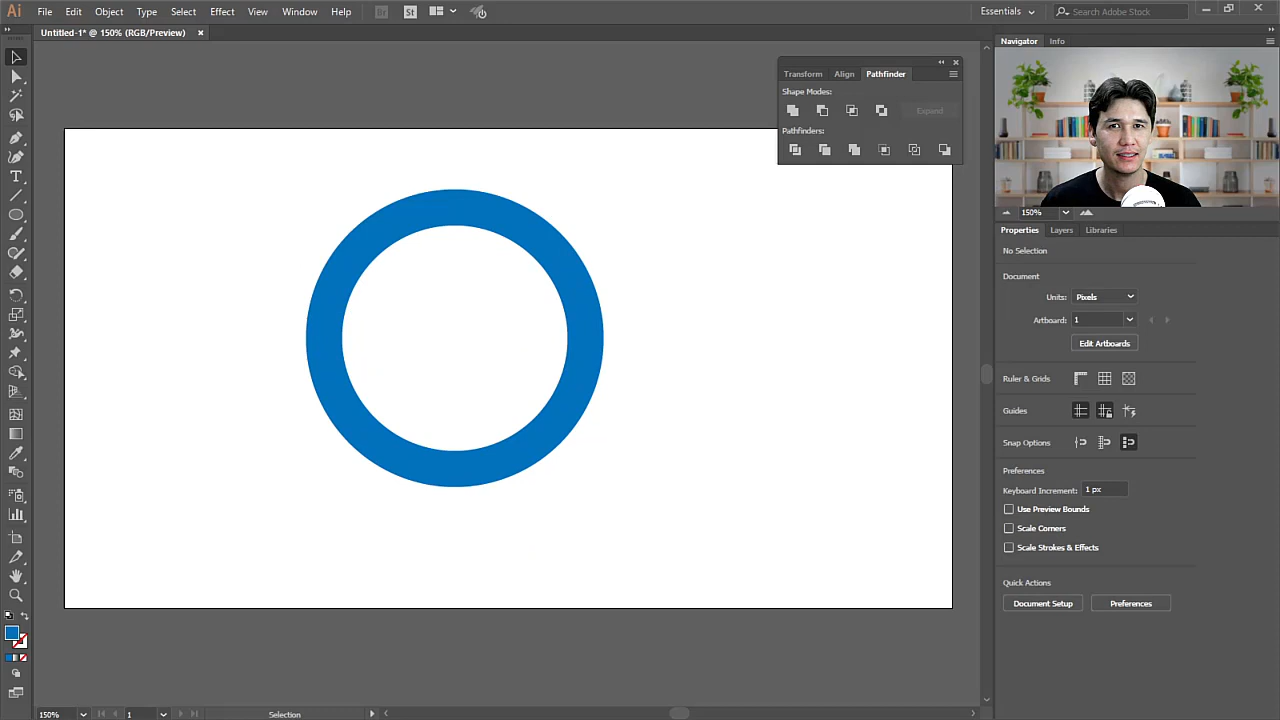 Ai File Edit Object Type Select Effect View Window Help Br St Essentials Search Adobe Stock
Untitled-1* @ 150% (RGB/Preview)
Transform Align Pathfinder
Shape Modes:
Expand
Pathfinders:
Navigator Info
150%
Properties Layers Libraries
No Selection
Document
Units: Pixels
Artboard: 1
Edit Artboards
Ruler & Grids
Guides
Snap Options
Preferences
Keyboard Increment: 1 px
Use Preview Bounds
Scale Corners
Scale Strokes & Effects
Quick Actions
Document Setup Preferences
150% 1 Selection